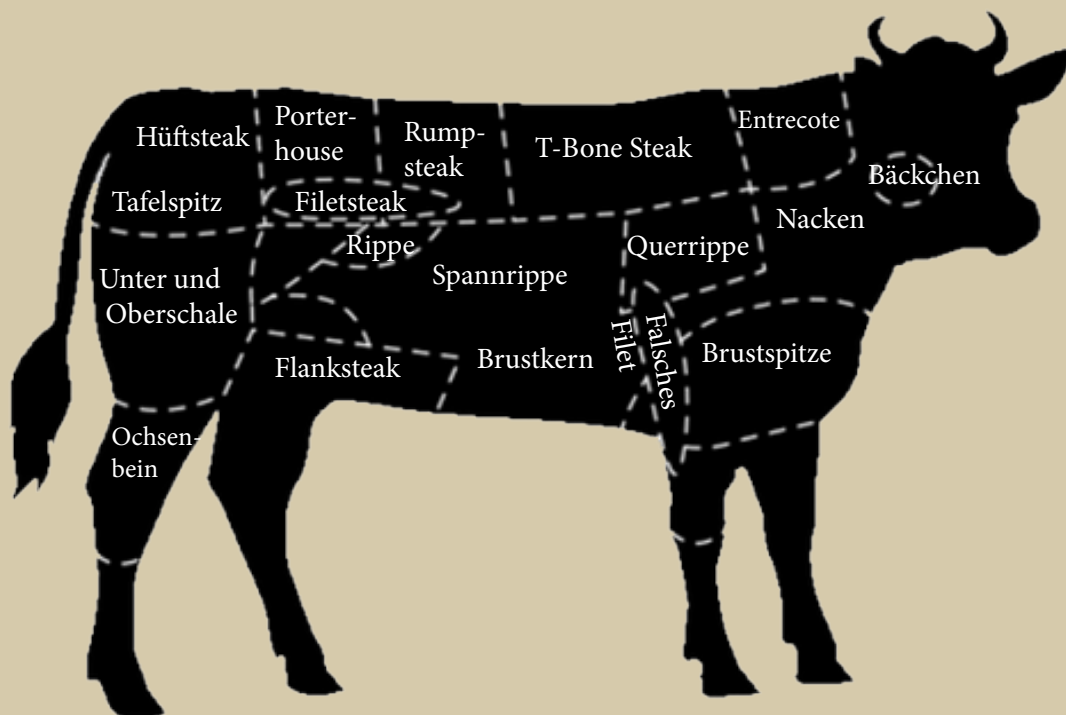 Hüftsteak
Porter-
house
Rump-
steak
T-Bone Steak
Entrecote
Bäckchen
Tafelspitz
Filetsteak
Nacken
Rippe
Querrippe
Spannrippe
Unter und
Oberschale
Filet
Falsches
Brustspitze
Flanksteak
Brustkern
Ochsen-
bein